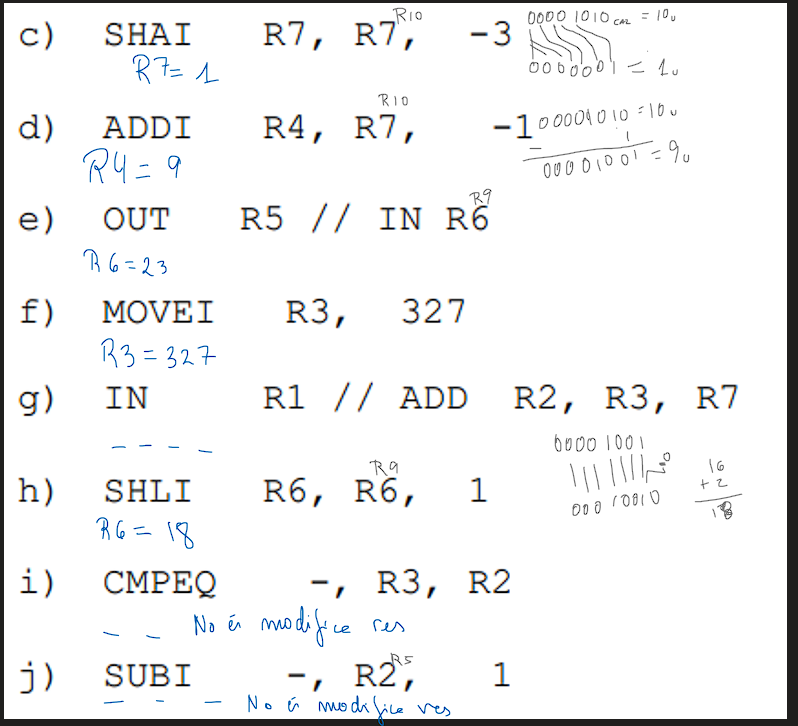 c) SHAI R7, R7, -3
R10
0000 1010 CA2 = 10u
0000001 = 1u
R7 = 1
d) ADDI R4, R7, -1
R10
00001010 = 10u
- 1
00001001 = 9u
R4 = 9
e) OUT R5 // IN R6
R9
R6 = 23
f) MOVEI R3, 327
R3 = 327
g) IN R1 // ADD R2, R3, R7
- - - -
h) SHLI R6, R6, 1
R9
0000 1001
0
00010010
16
+ 2
18
R6 = 18
i) CMPEQ -, R3, R2
- - No modifica res
j) SUBI -, R2, 1
R5
- - - No modifica res